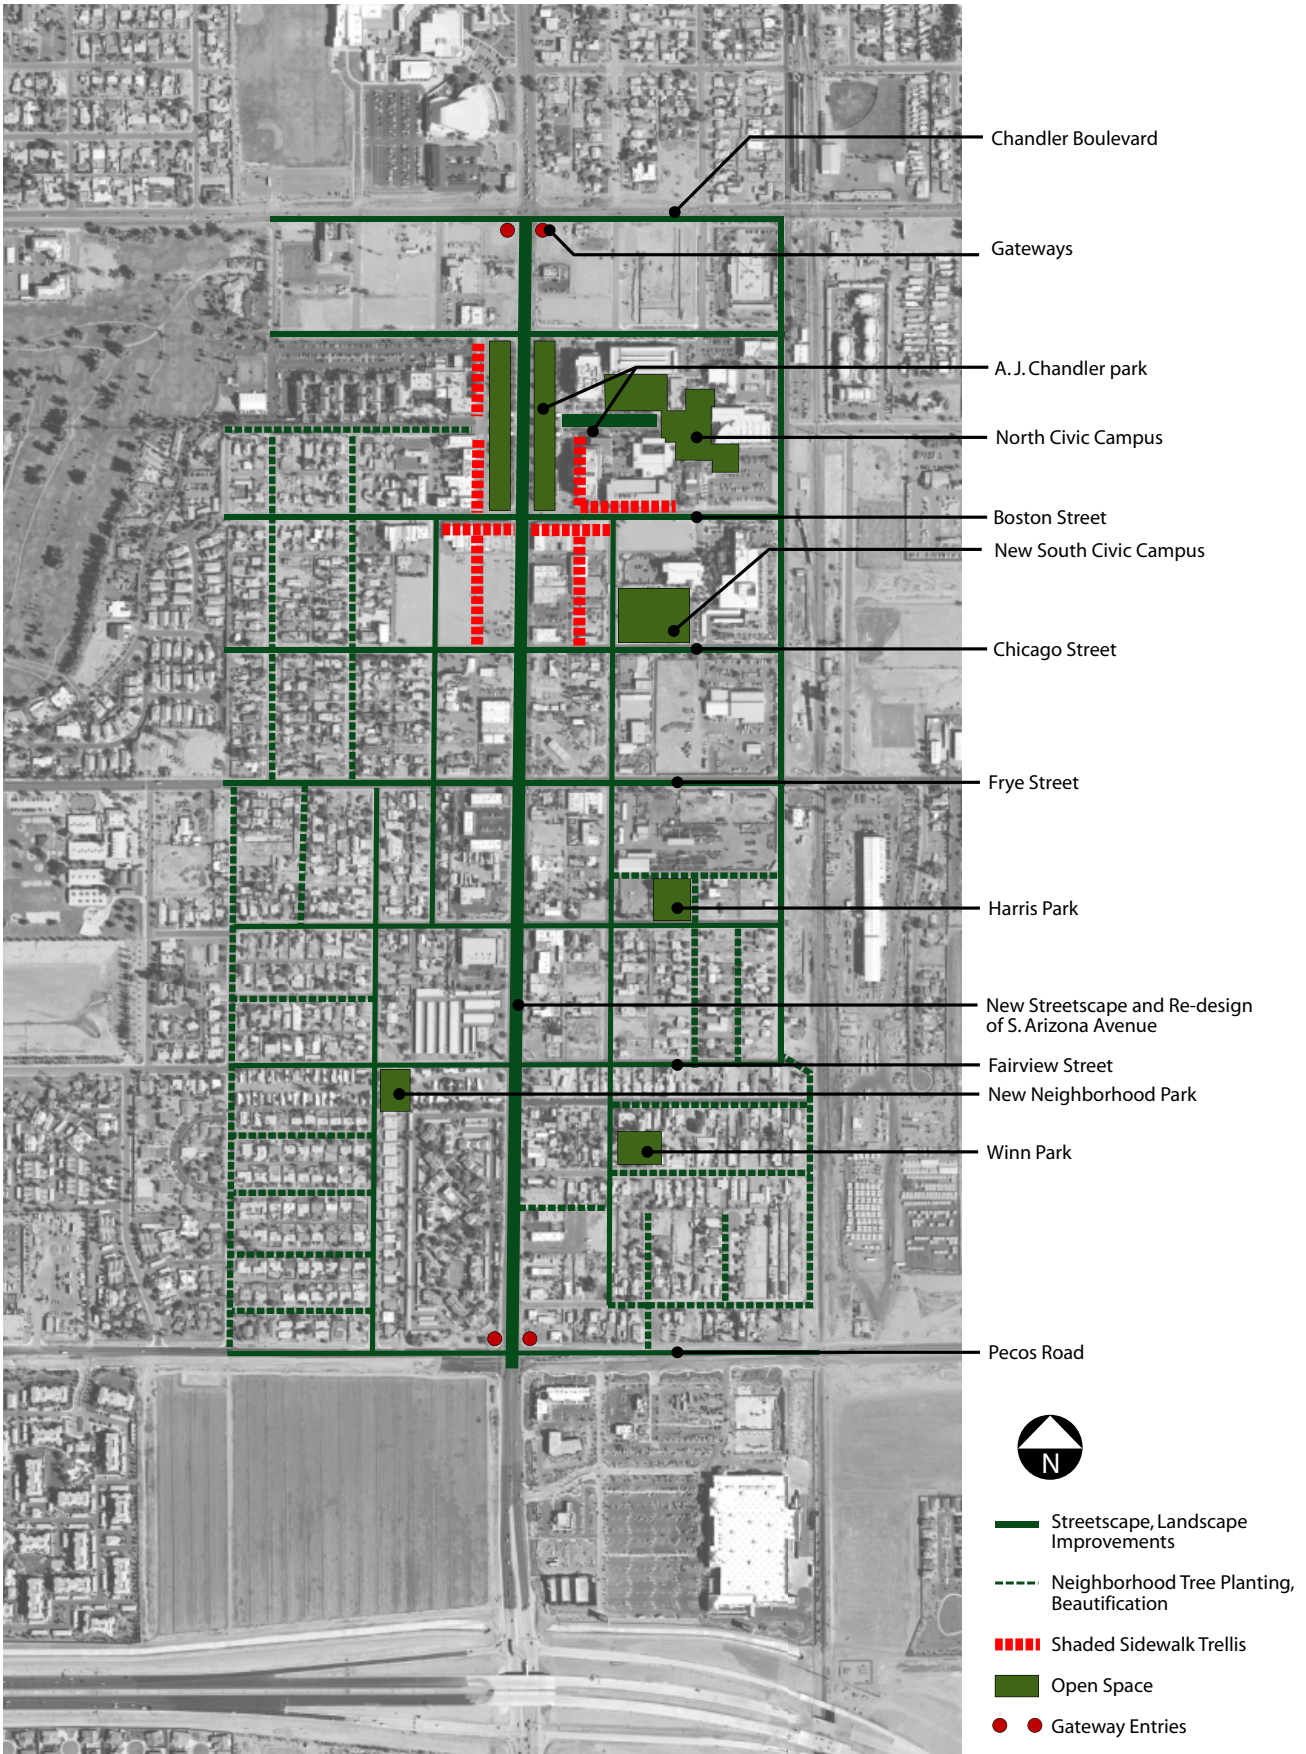 Chandler Boulevard
Gateways
A. J. Chandler park
North Civic Campus
Boston Street
New South Civic Campus
Chicago Street
Frye Street
Harris Park
New Streetscape and Re-design
of S. Arizona Avenue
Fairview Street
New Neighborhood Park
Winn Park
Pecos Road
N
Streetscape, Landscape
Improvements
Neighborhood Tree Planting,
Beautification
Shaded Sidewalk Trellis
Open Space
Gateway Entries